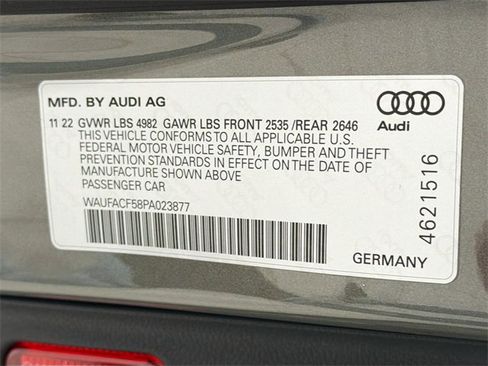 MFD. BY AUDI AG
11 22 GVWR LBS 4982 GAWR LBS FRONT 2535 /REAR 2646
THIS VEHICLE CONFORMS TO ALL APPLICABLE U.S.
FEDERAL MOTOR VEHICLE SAFETY, BUMPER AND THEFT
PREVENTION STANDARDS IN EFFECT ON THE DATE OF
MANUFACTURE SHOWN ABOVE
PASSENGER CAR
WAUFACF58PA023877
GERMANY
Audi
4621516